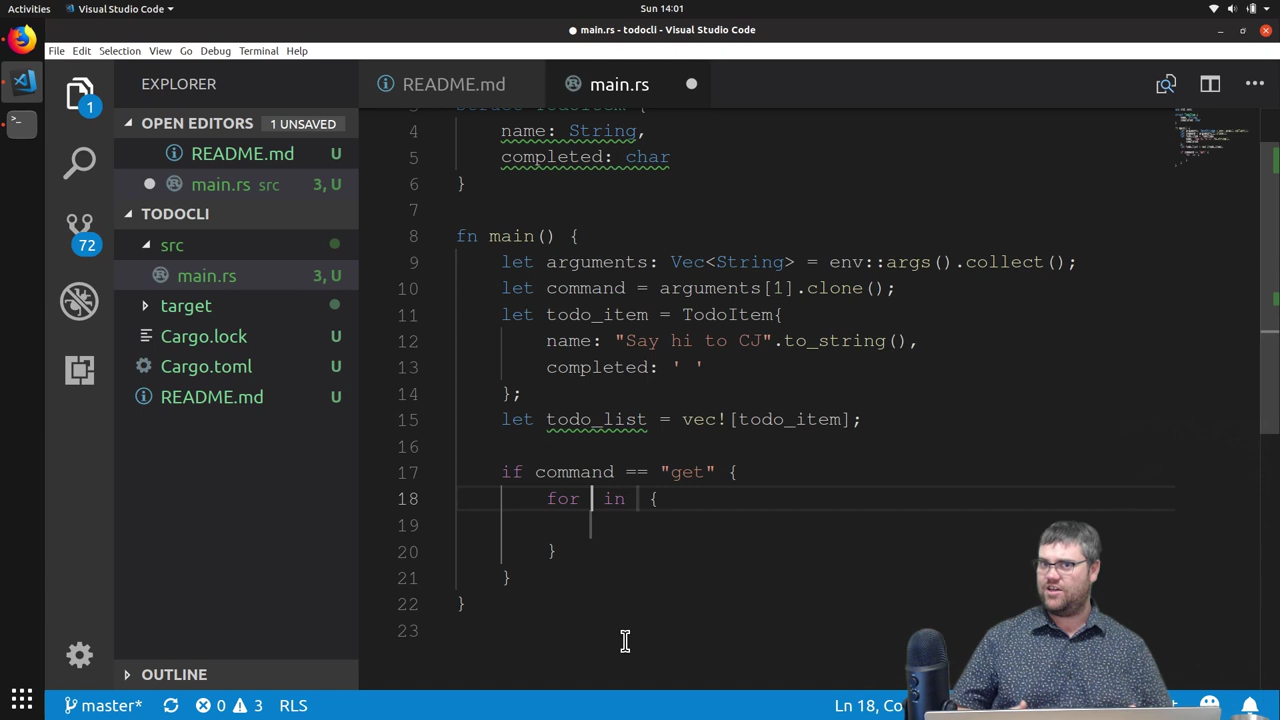 Activities
Visual Studio Code
Sun 14:01
main.rs - todocli - Visual Studio Code
File Edit Selection View Go Debug Terminal Help
EXPLORER
OPEN EDITORS 1 UNSAVED
README.md U
main.rs src 3, U
TODOCLI
src
main.rs 3, U
target
Cargo.lock U
Cargo.toml U
README.md U
OUTLINE
1
72
README.md
main.rs
4 name: String,
5 completed: char
6 }
7
8 fn main() {
9 let arguments: Vec<String> = env::args().collect();
10 let command = arguments[1].clone();
11 let todo_item = TodoItem{
12 name: "Say hi to CJ".to_string(),
13 completed: ' '
14 };
15 let todo_list = vec![todo_item];
16
17 if command == "get" {
18 for in {
19
20 }
21 }
22 }
23
master* 0 3 RLS
Ln 18,